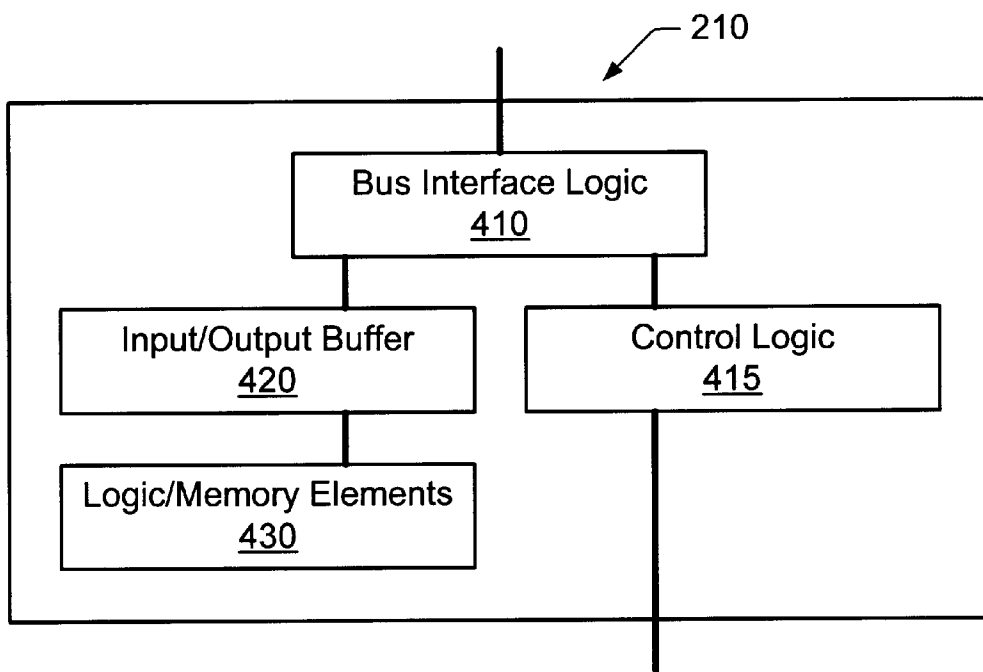 210
Bus Interface Logic
410
Input/Output Buffer
420
Control Logic
415
Logic/Memory Elements
430